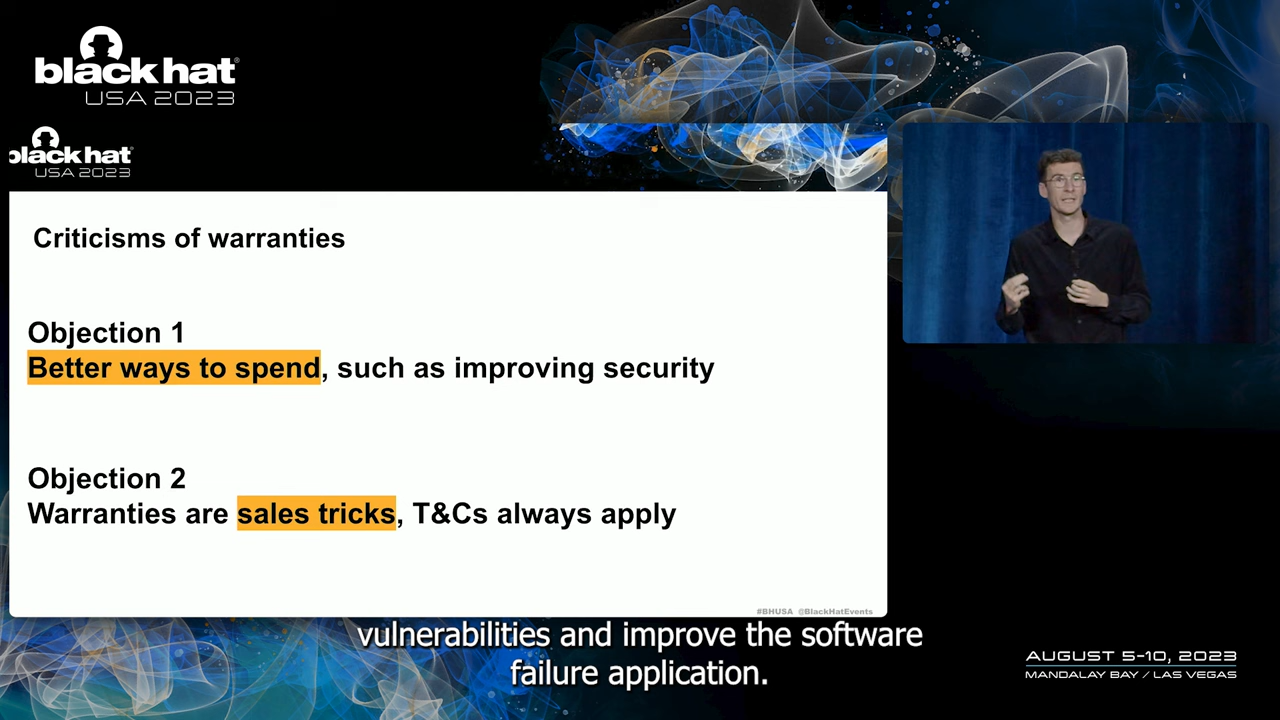 black hat®
USA 2023
black hat
USA 2023
Criticisms of warranties
Objection 1
Better ways to spend, such as improving security
Objection 2
Warranties are sales tricks, T&Cs always apply
#BHUSA @BlackHatEvents
vulnerabilities and improve the software
failure application.
AUGUST 5-10, 2023
MANDALAY BAY / LAS VEGAS